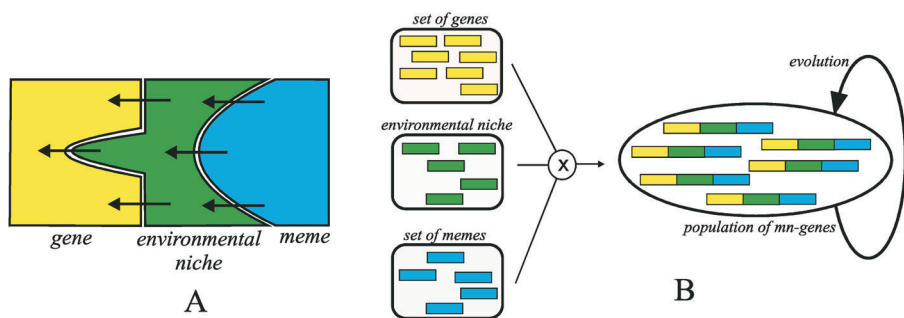 gene
environmental
niche
meme
A
set of genes
environmental niche
set of memes
X
evolution
population of mn-genes
B